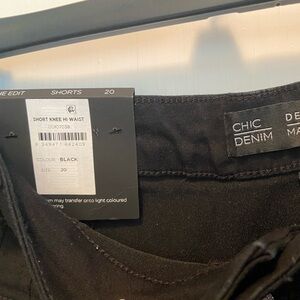 HE EDIT SHORTS 20
SHORT KNEE HI WAIST
COLOUR BLACK
SIZE 20
may transfer onto light coloured
CHIC
DENIM
DE
MA